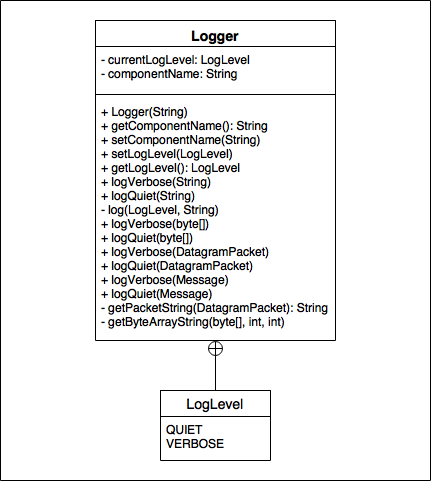 Logger
- currentLogLevel: LogLevel
- componentName: String
+ Logger(String)
+ getComponentName(): String
+ setComponentName(String)
+ setLogLevel(LogLevel)
+ getLogLevel(): LogLevel
+ logVerbose(String)
+ logQuiet(String)
- log(LogLevel, String)
+ logVerbose(byte[])
+ logQuiet(byte[])
+ logVerbose(DatagramPacket)
+ logQuiet(DatagramPacket)
+ logVerbose(Message)
+ logQuiet(Message)
- getPacketString(DatagramPacket): String
- getByteArrayString(byte[], int, int)
LogLevel
QUIET
VERBOSE